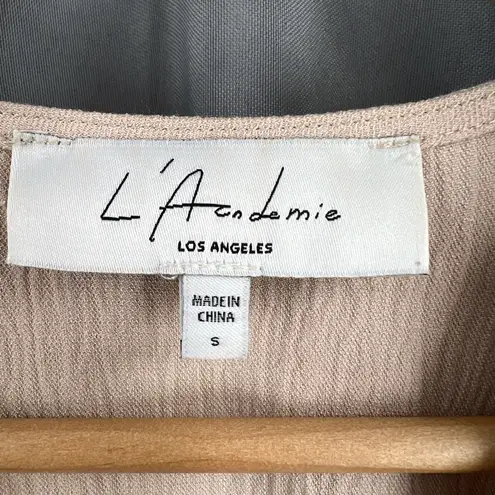 L'Academie
LOS ANGELES
MADE IN
CHINA
S